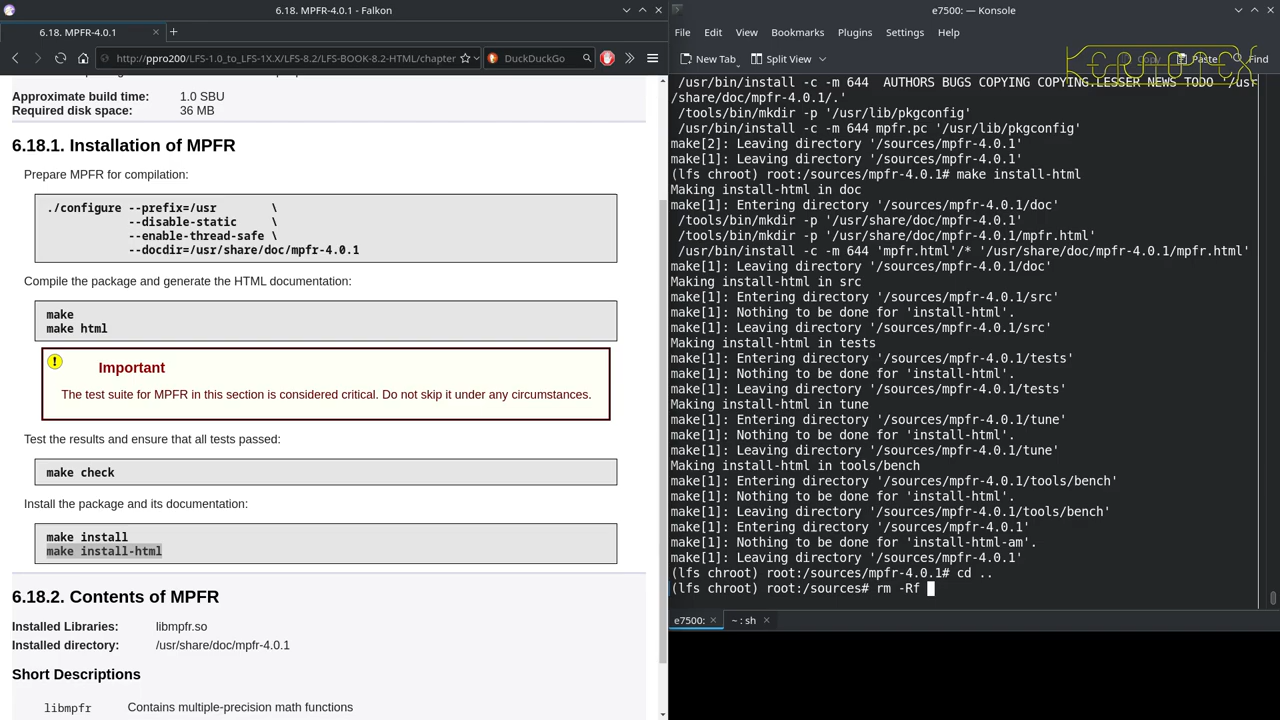 6.18. MPFR-4.0.1 - Falkon
6.18. MPFR-4.0.1
http://ppro200/LFS-1.0_to_LFS-1X.X/LFS-8.2/LFS-BOOK-8.2-HTML/chapter
DuckDuckGo
Approximate build time: 1.0 SBU
Required disk space: 36 MB
6.18.1. Installation of MPFR
Prepare MPFR for compilation:
./configure --prefix=/usr \
--disable-static \
--enable-thread-safe \
--docdir=/usr/share/doc/mpfr-4.0.1
Compile the package and generate the HTML documentation:
make
make html
Important
The test suite for MPFR in this section is considered critical. Do not skip it under any circumstances.
Test the results and ensure that all tests passed:
make check
Install the package and its documentation:
make install
make install-html
6.18.2. Contents of MPFR
Installed Libraries: libmpfr.so
Installed directory: /usr/share/doc/mpfr-4.0.1
Short Descriptions
libmpfr Contains multiple-precision math functions
e7500: — Konsole
File Edit View Bookmarks Plugins Settings Help
New Tab Split View Copy Paste Find
/usr/bin/install -c -m 644  AUTHORS BUGS COPYING COPYING.LESSER NEWS TODO '/usr
/share/doc/mpfr-4.0.1/.'
/tools/bin/mkdir -p '/usr/lib/pkgconfig'
/usr/bin/install -c -m 644 mpfr.pc '/usr/lib/pkgconfig'
make[2]: Leaving directory '/sources/mpfr-4.0.1'
make[1]: Leaving directory '/sources/mpfr-4.0.1'
(lfs chroot) root:/sources/mpfr-4.0.1# make install-html
Making install-html in doc
make[1]: Entering directory '/sources/mpfr-4.0.1/doc'
/tools/bin/mkdir -p '/usr/share/doc/mpfr-4.0.1'
/tools/bin/mkdir -p '/usr/share/doc/mpfr-4.0.1/mpfr.html'
/usr/bin/install -c -m 644 'mpfr.html'/* '/usr/share/doc/mpfr-4.0.1/mpfr.html'
make[1]: Leaving directory '/sources/mpfr-4.0.1/doc'
Making install-html in src
make[1]: Entering directory '/sources/mpfr-4.0.1/src'
make[1]: Nothing to be done for 'install-html'.
make[1]: Leaving directory '/sources/mpfr-4.0.1/src'
Making install-html in tests
make[1]: Entering directory '/sources/mpfr-4.0.1/tests'
make[1]: Nothing to be done for 'install-html'.
make[1]: Leaving directory '/sources/mpfr-4.0.1/tests'
Making install-html in tune
make[1]: Entering directory '/sources/mpfr-4.0.1/tune'
make[1]: Nothing to be done for 'install-html'.
make[1]: Leaving directory '/sources/mpfr-4.0.1/tune'
Making install-html in tools/bench
make[1]: Entering directory '/sources/mpfr-4.0.1/tools/bench'
make[1]: Nothing to be done for 'install-html'.
make[1]: Leaving directory '/sources/mpfr-4.0.1/tools/bench'
make[1]: Entering directory '/sources/mpfr-4.0.1'
make[1]: Nothing to be done for 'install-html-am'.
make[1]: Leaving directory '/sources/mpfr-4.0.1'
(lfs chroot) root:/sources/mpfr-4.0.1# cd ..
(lfs chroot) root:/sources# rm -Rf
e7500: ~ : sh